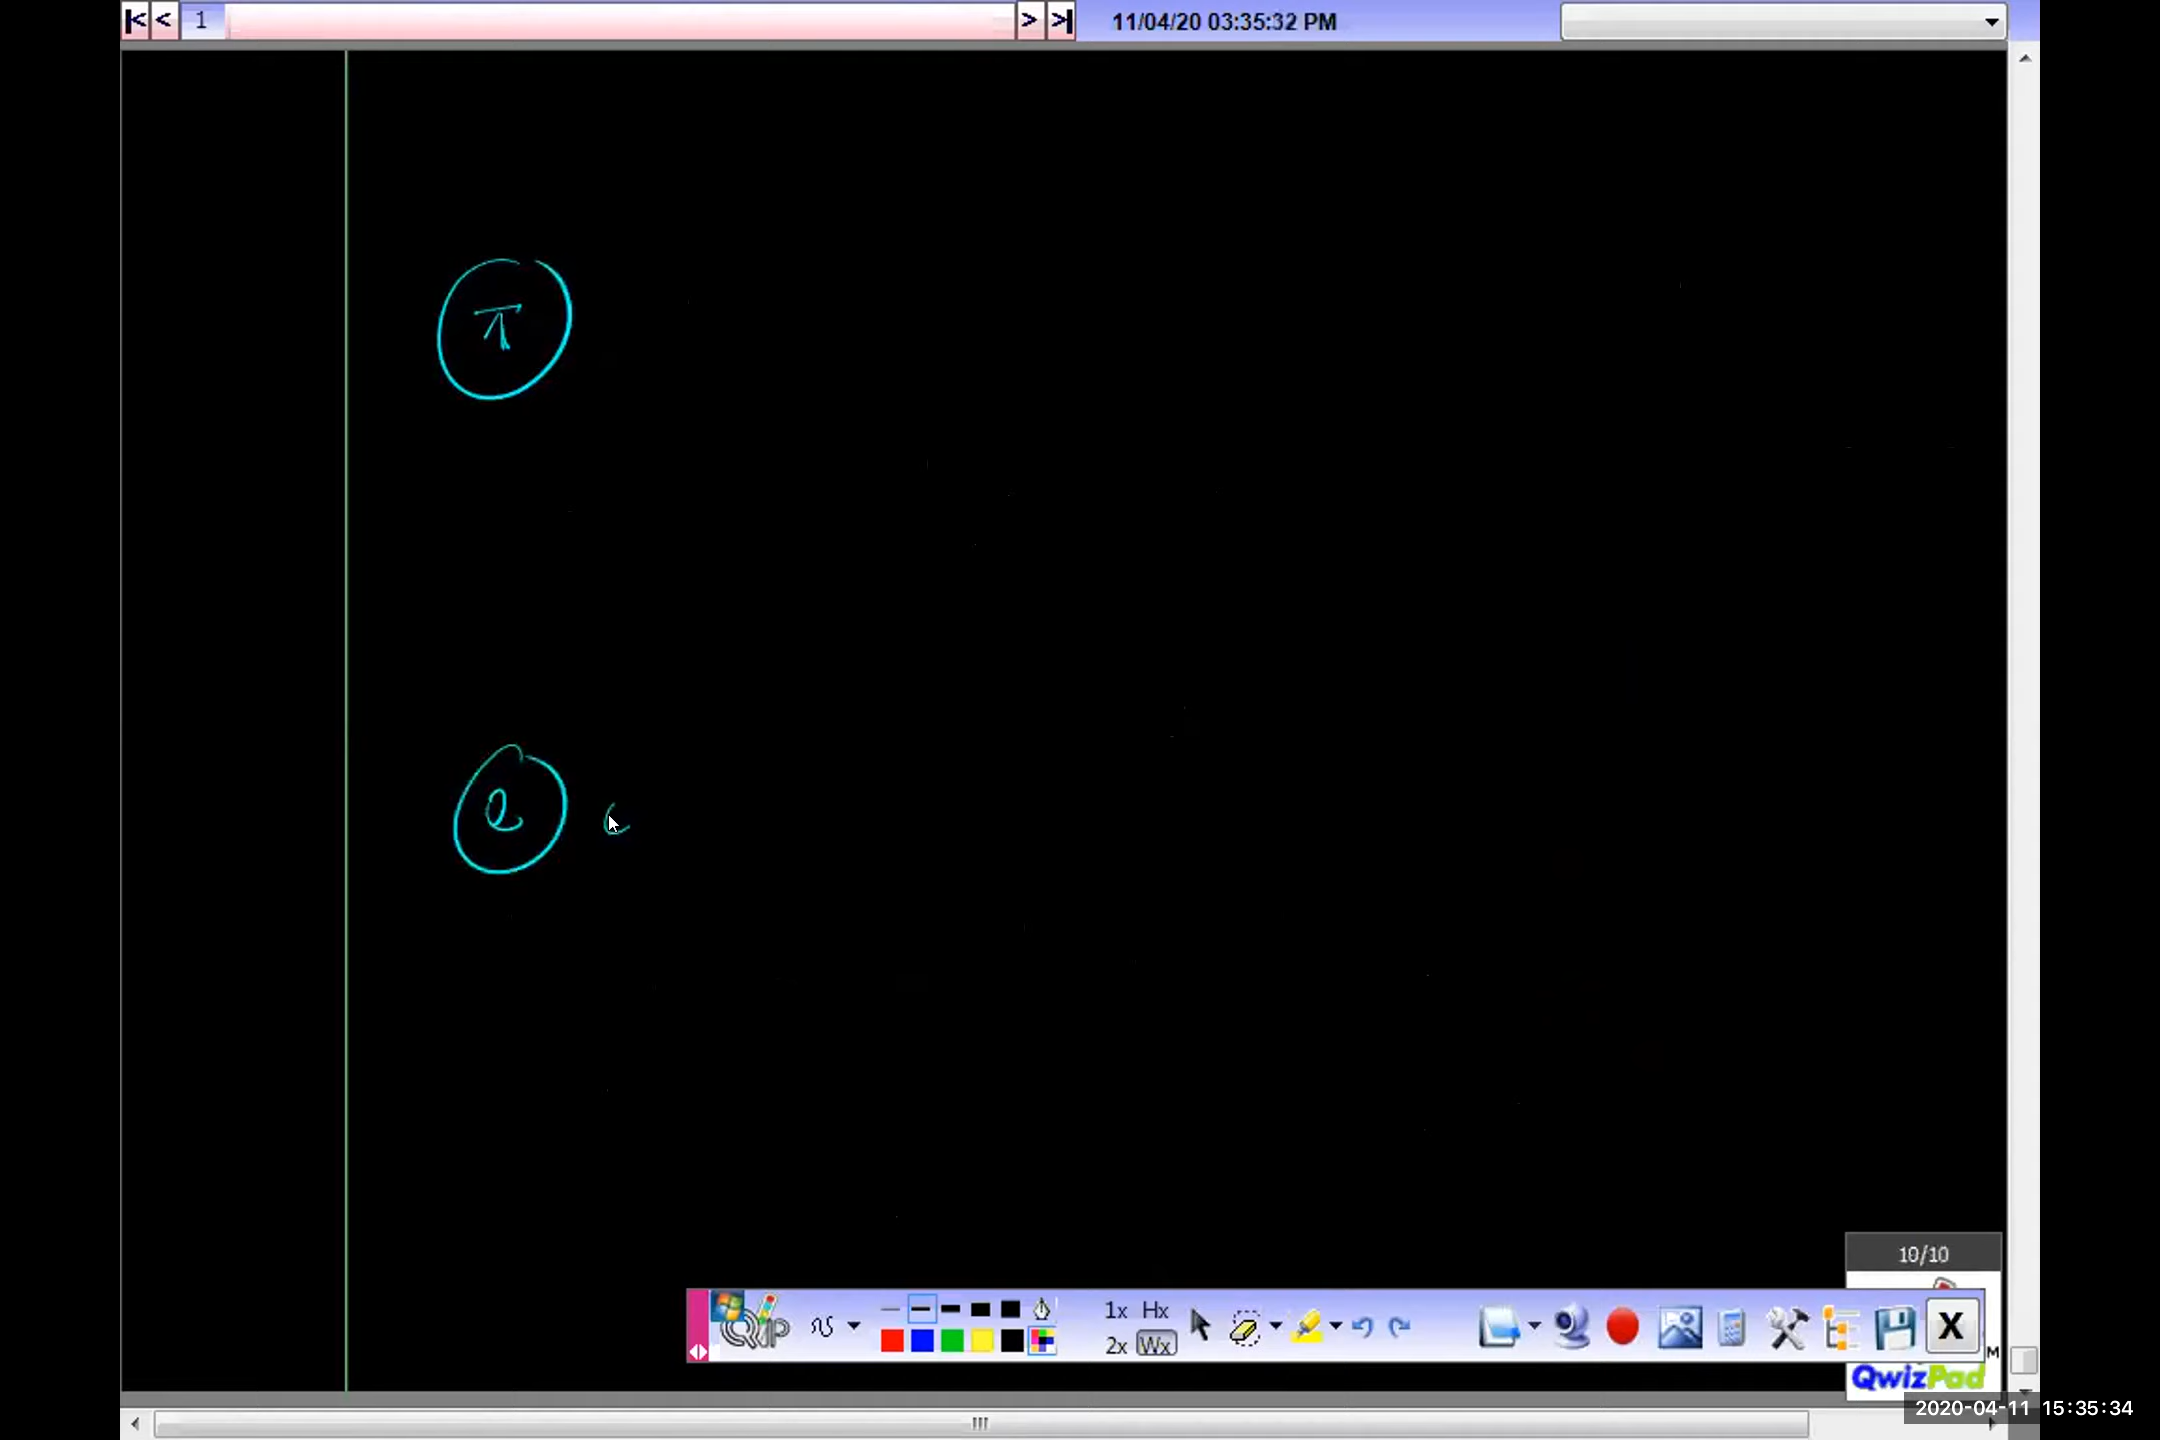 1 11/04/20 03:35:32 PM
π
e
10/10
Qip 1x Hx
2x Wx X
M
QwizPad
2020-04-11 15:35:34